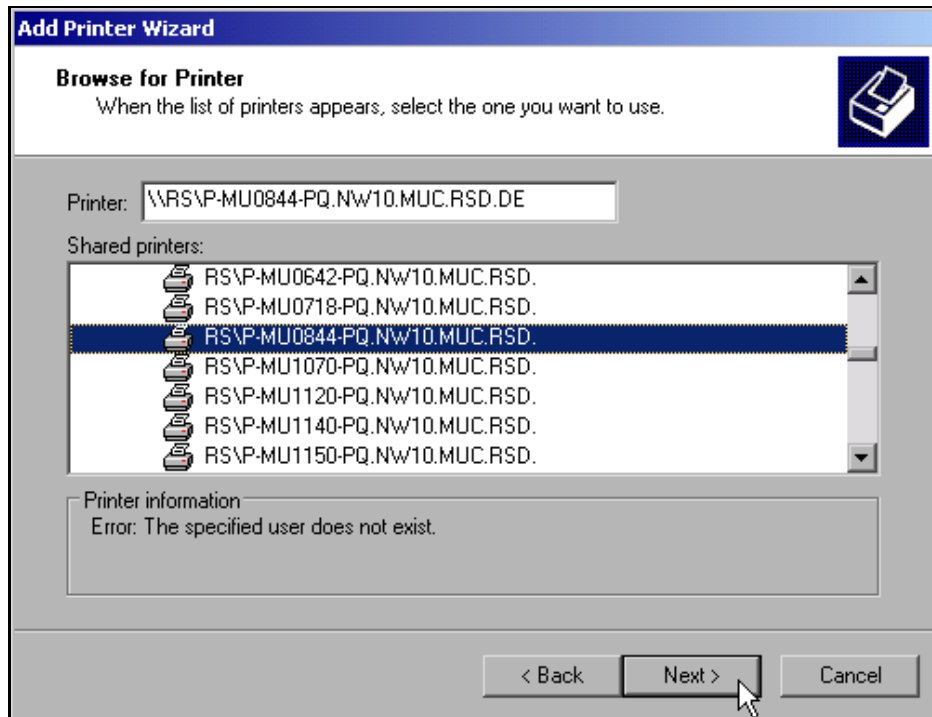 Add Printer Wizard
Browse for Printer
When the list of printers appears, select the one you want to use.
Printer: \\RS\P-MU0844-PQ.NW10.MUC.RSD.DE
Shared printers:
RS\P-MU0642-PQ.NW10.MUC.RSD.
RS\P-MU0718-PQ.NW10.MUC.RSD.
RS\P-MU0844-PQ.NW10.MUC.RSD.
RS\P-MU1070-PQ.NW10.MUC.RSD.
RS\P-MU1120-PQ.NW10.MUC.RSD.
RS\P-MU1140-PQ.NW10.MUC.RSD.
RS\P-MU1150-PQ.NW10.MUC.RSD.
Printer information
Error: The specified user does not exist.
< Back Next > Cancel